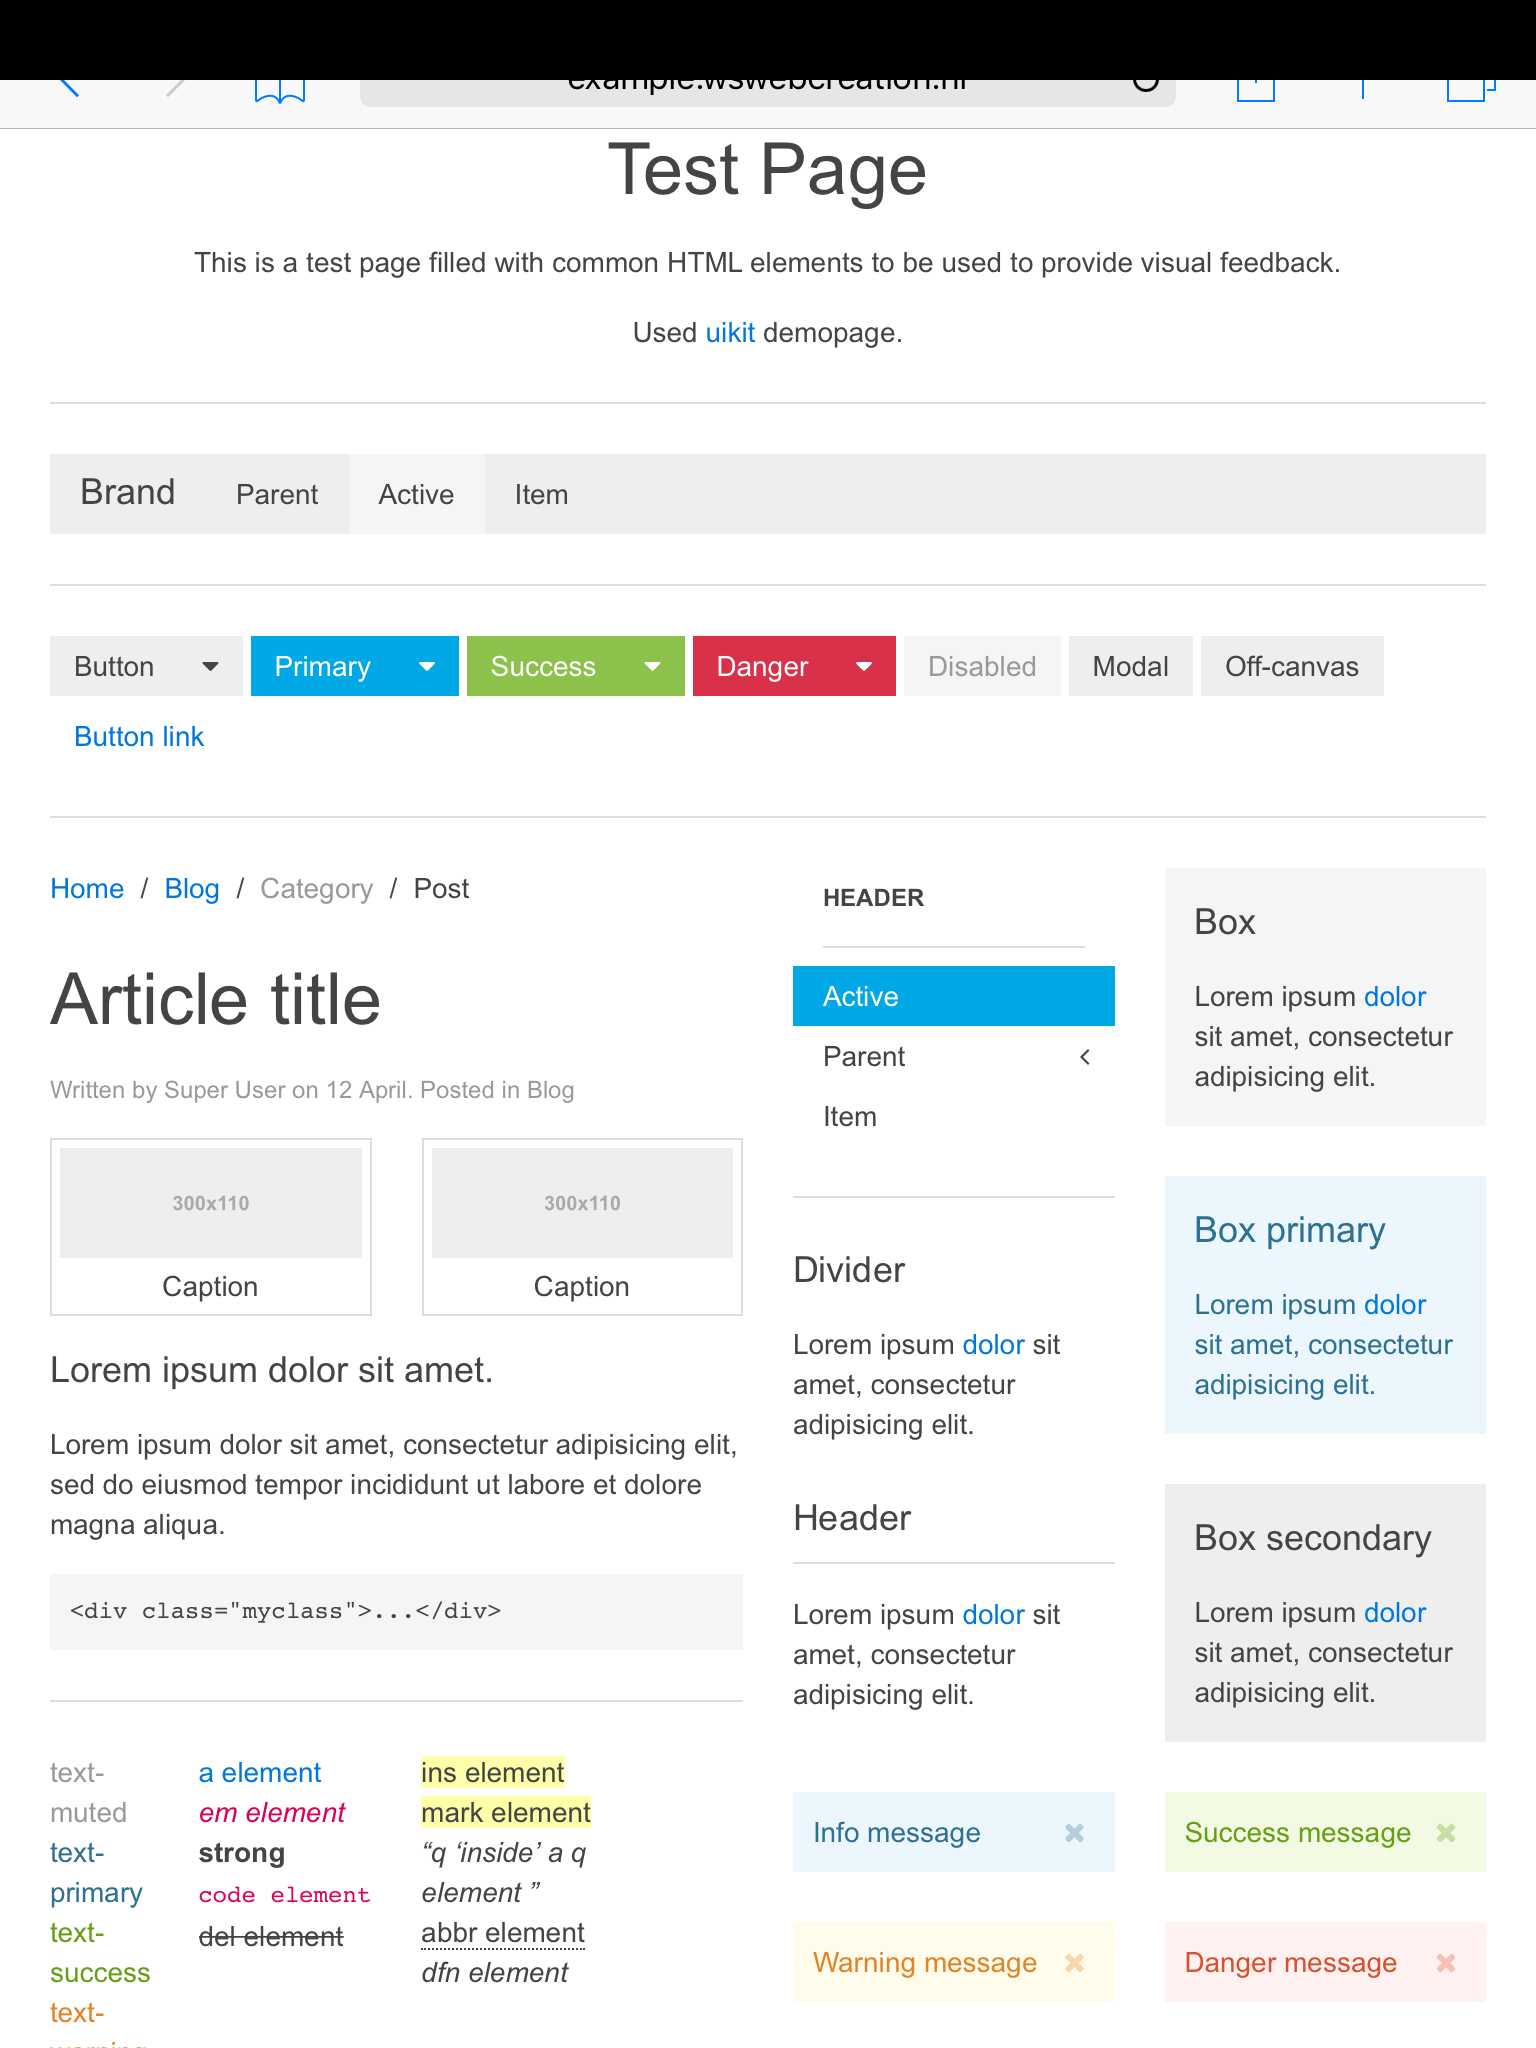 example.wswebcreation.nl
Test Page
This is a test page filled with common HTML elements to be used to provide visual feedback.
Used uikit demopage.
Brand Parent Active Item
Button Primary Success Danger Disabled Modal Off-canvas
Button link
Home / Blog / Category / Post
Article title
Written by Super User on 12 April. Posted in Blog
300x110 300x110
Caption Caption
Lorem ipsum dolor sit amet.
Lorem ipsum dolor sit amet, consectetur adipisicing elit,
sed do eiusmod tempor incididunt ut labore et dolore
magna aliqua.
<div class="myclass">...</div>
text-
muted
text-
primary
text-
success
text-
warning
a element
em element
strong
code element
del element
ins element
mark element
“q ‘inside’ a q
element ”
abbr element
dfn element
HEADER
Active
Parent
Item
Divider
Lorem ipsum dolor sit
amet, consectetur
adipisicing elit.
Header
Lorem ipsum dolor sit
amet, consectetur
adipisicing elit.
Box
Lorem ipsum dolor
sit amet, consectetur
adipisicing elit.
Box primary
Lorem ipsum dolor
sit amet, consectetur
adipisicing elit.
Box secondary
Lorem ipsum dolor
sit amet, consectetur
adipisicing elit.
Info message
Success message
Warning message
Danger message